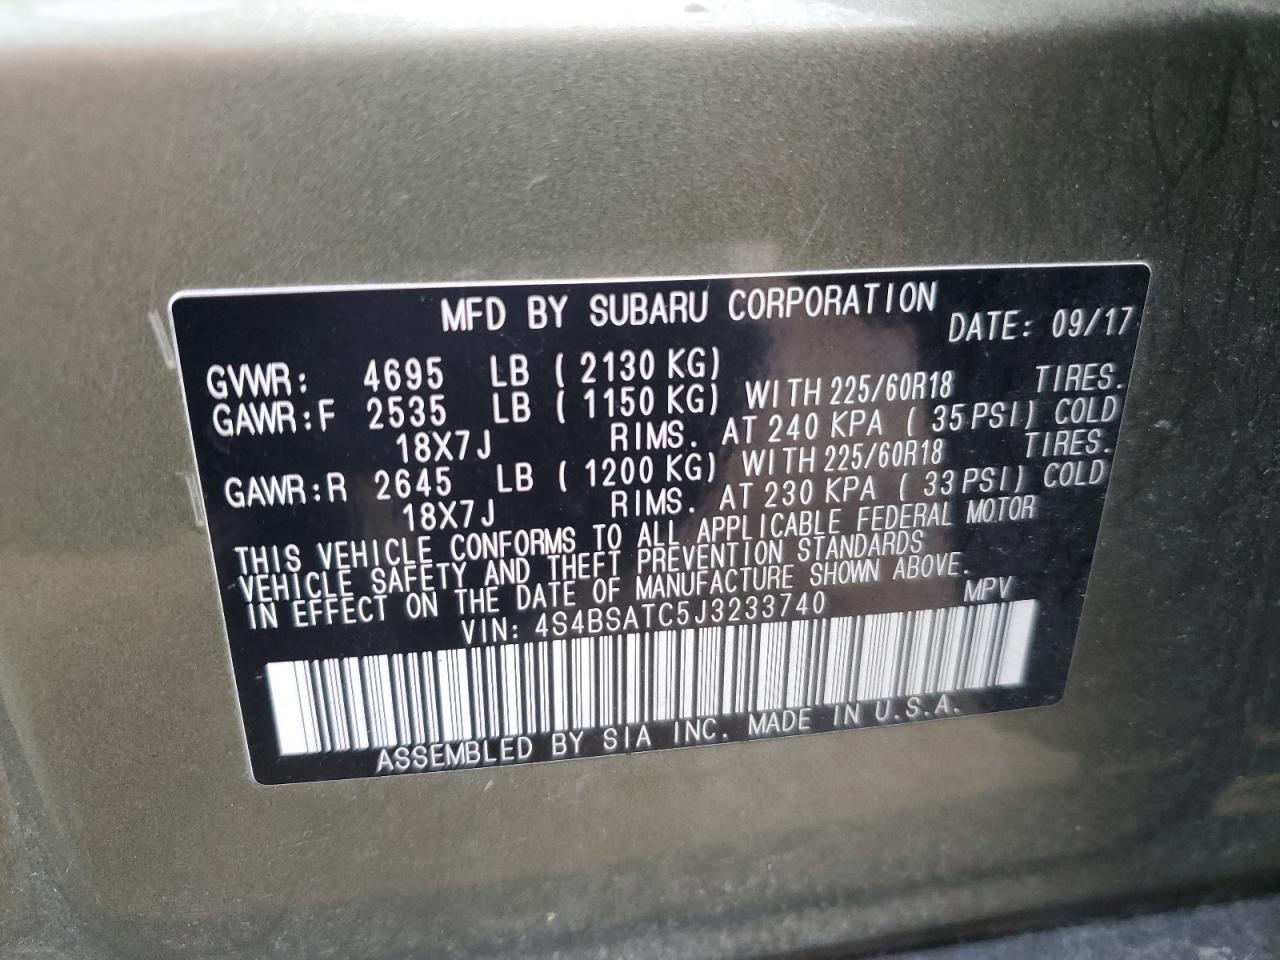 MFD BY SUBARU CORPORATION DATE: 09/17
GVWR: 4695 LB ( 2130 KG)
GAWR:F 2535 LB ( 1150 KG) WITH 225/60R18 TIRES.
18X7J RIMS. AT 240 KPA ( 35 PSI) COLD
GAWR:R 2645 LB ( 1200 KG) WITH 225/60R18 TIRES.
18X7J RIMS. AT 230 KPA ( 33 PSI) COLD
THIS VEHICLE CONFORMS TO ALL APPLICABLE FEDERAL MOTOR
VEHICLE SAFETY AND THEFT PREVENTION STANDARDS
IN EFFECT ON THE DATE OF MANUFACTURE SHOWN ABOVE.
VIN: 4S4BSATC5J3233740 MPV
ASSEMBLED BY SIA INC. MADE IN U.S.A.